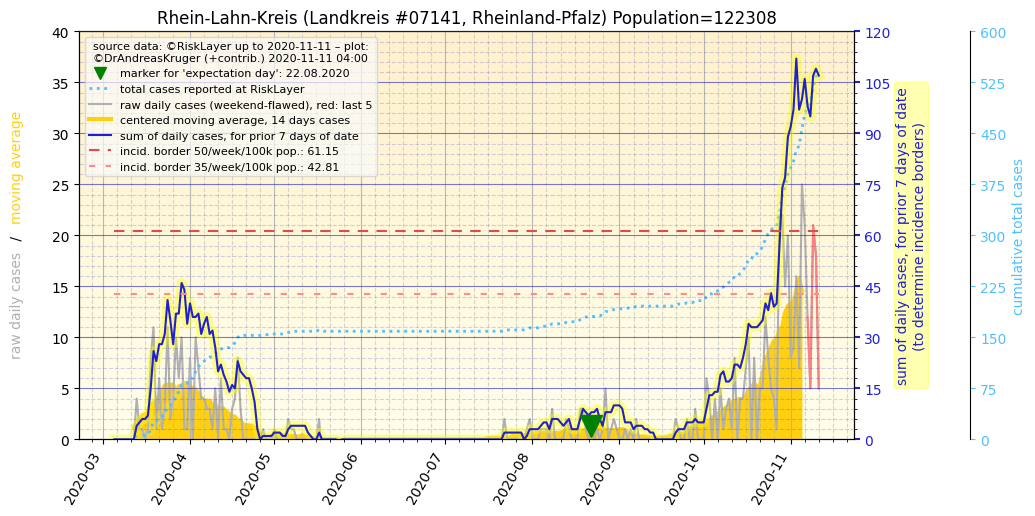 Rhein-Lahn-Kreis (Landkreis #07141, Rheinland-Pfalz) Population=122308
source data: ©RiskLayer up to 2020-11-11 – plot:
©DrAndreasKruger (+contrib.) 2020-11-11 04:00
marker for 'expectation day': 22.08.2020
total cases reported at RiskLayer
raw daily cases (weekend-flawed), red: last 5
centered moving average, 14 days cases
sum of daily cases, for prior 7 days of date
incid. border 50/week/100k pop.: 61.15
incid. border 35/week/100k pop.: 42.81
raw daily cases / moving average
40
35
30
25
20
15
10
5
0
2020-03
2020-04
2020-05
2020-06
2020-07
2020-08
2020-09
2020-10
2020-11
120
105
90
75
60
45
30
15
0
sum of daily cases, for prior 7 days of date
(to determine incidence borders)
600
525
450
375
300
225
150
75
0
cumulative total cases